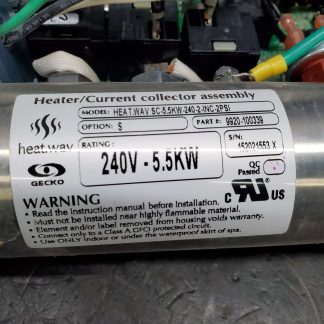 Heater/Current collector assembly
MODEL: HEAT.WAV SC-5.5KW-240-2-INC-2PSI
OPTION: S
PART #: 9920-100339
heat.wav
RATING:
240V - 5.5KW
S/N:
152021553 X
QC
Passed
GECKO
C RU US
WARNING
• Read the instruction manual before installation.
• Must not be installed near highly flammable material.
• Element and/or label removed from housing voids warranty.
• Connect only to a Class A GFCI protected circuit.
• Use ONLY indoor or under the waterproof skirt of spa.